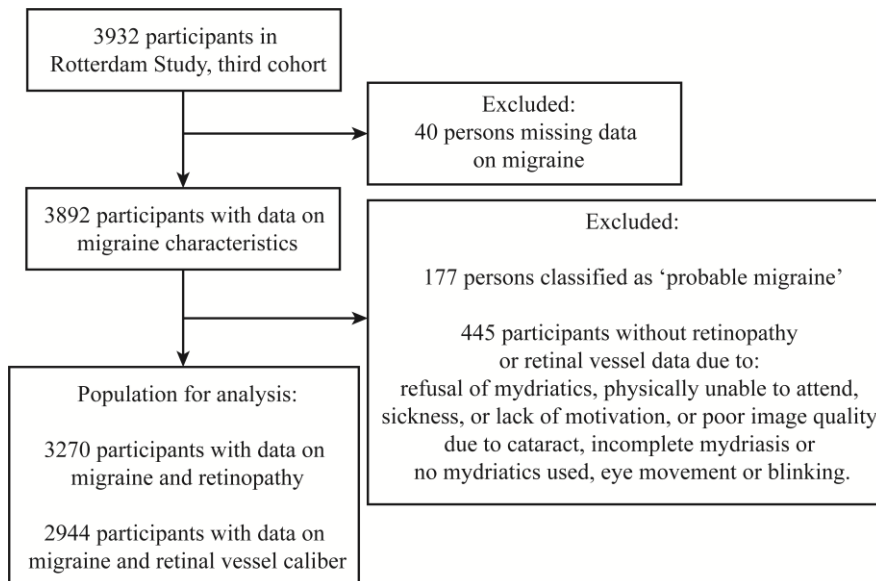 3932 participants in
Rotterdam Study, third cohort
Excluded:
40 persons missing data
on migraine
3892 participants with data on
migraine characteristics
Excluded:
177 persons classified as ‘probable migraine’
445 participants without retinopathy
or retinal vessel data due to:
refusal of mydriatics, physically unable to attend,
sickness, or lack of motivation, or poor image quality
due to cataract, incomplete mydriasis or
no mydriatics used, eye movement or blinking.
Population for analysis:
3270 participants with data on
migraine and retinopathy
2944 participants with data on
migraine and retinal vessel caliber